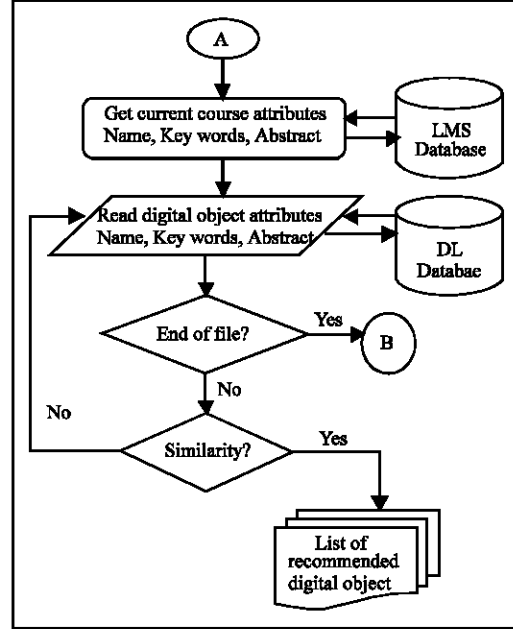 A
Get current course attributes
Name, Key words, Abstract
LMS
Database
Read digital object attributes
Name, Key words, Abstract
DL
Databae
End of file?
Yes
B
No
No
Similarity?
Yes
List of
recommended
digital object